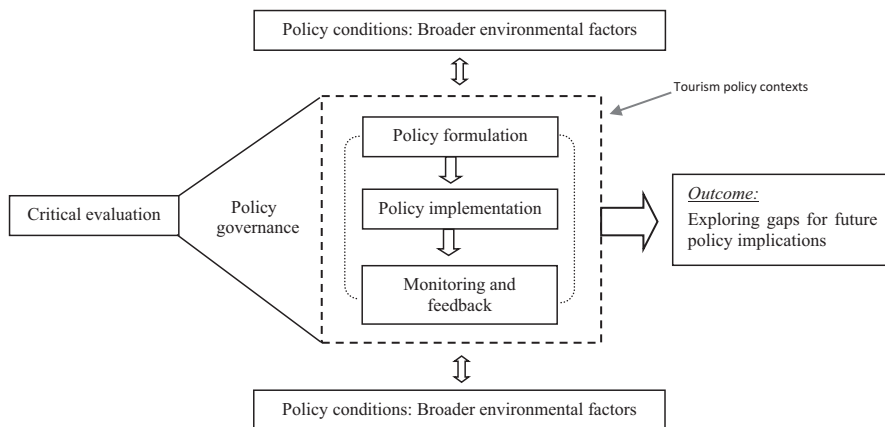 Policy conditions: Broader environmental factors
Tourism policy contexts
Policy formulation
Critical evaluation
Policy
governance
Policy implementation
Monitoring and
feedback
Outcome:
Exploring gaps for future
policy implications
Policy conditions: Broader environmental factors